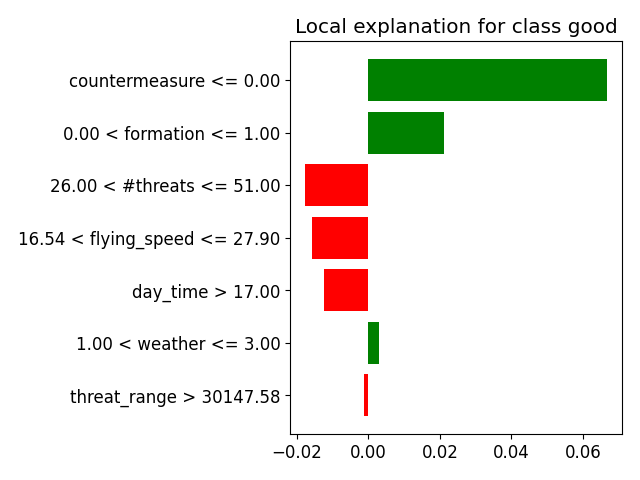 Local explanation for class good
countermeasure <= 0.00
0.00 < formation <= 1.00
26.00 < #threats <= 51.00
16.54 < flying_speed <= 27.90
day_time > 17.00
1.00 < weather <= 3.00
threat_range > 30147.58
−0.02 0.00 0.02 0.04 0.06